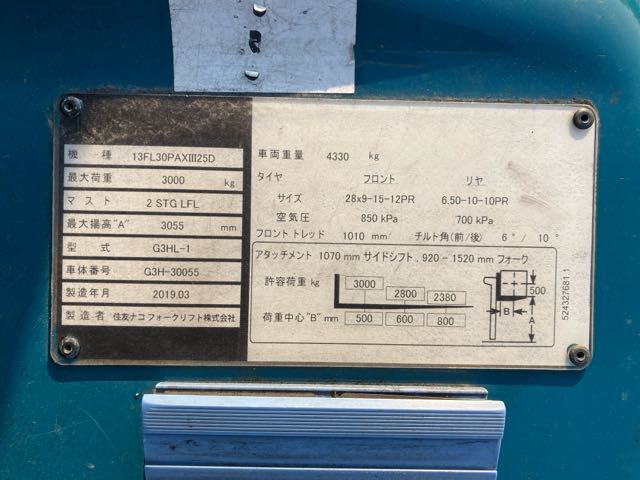 R
機 種 13FL30PAXⅢ25D
最大荷重 3000 kg
マ ス ト 2 STG LFL
最大揚高"A" 3055 mm
型 式 G3HL-1
車体番号 G3H-30055
製造年月 2019.03
製造者 住友ナコ フォークリフト株式会社
車両重量 4330 kg
タイヤ フロント リヤ
サイズ 28x9-15-12PR 6.50-10-10PR
空気圧 850 kPa 700 kPa
フロント トレッド 1010 mm チルト角(前/後) 6° / 10°
アタッチメント 1070 mm サイドシフト, 920 - 1520 mm フォーク
許容荷重 kg 3000 2800 2380
荷重中心 "B" mm 500 600 800
500
B A
524327681.1